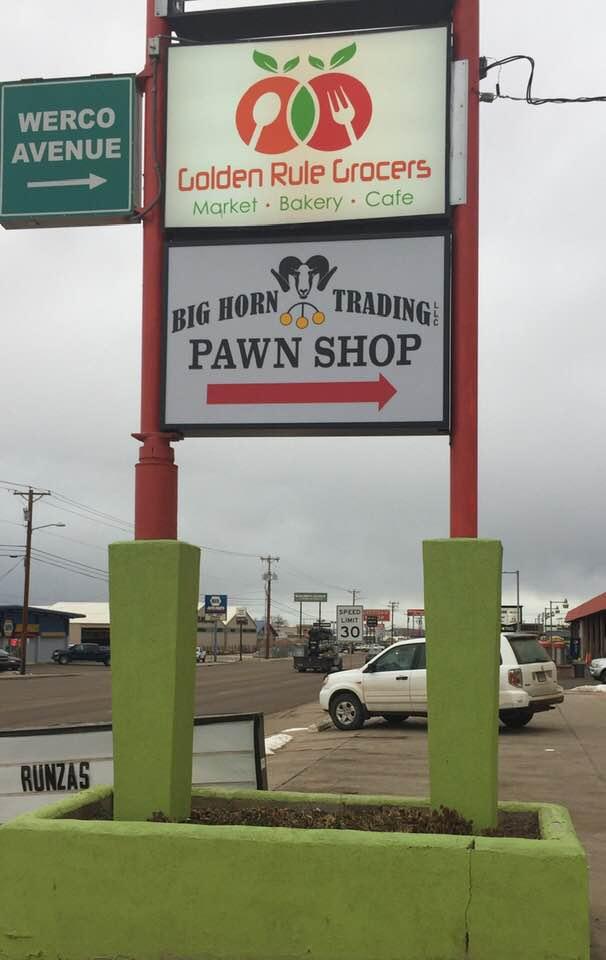 WERCO
AVENUE
Golden Rule Grocers
Market • Bakery • Cafe
BIG HORN TRADING LLC
PAWN SHOP
SPEED
LIMIT
30
RUNZAS